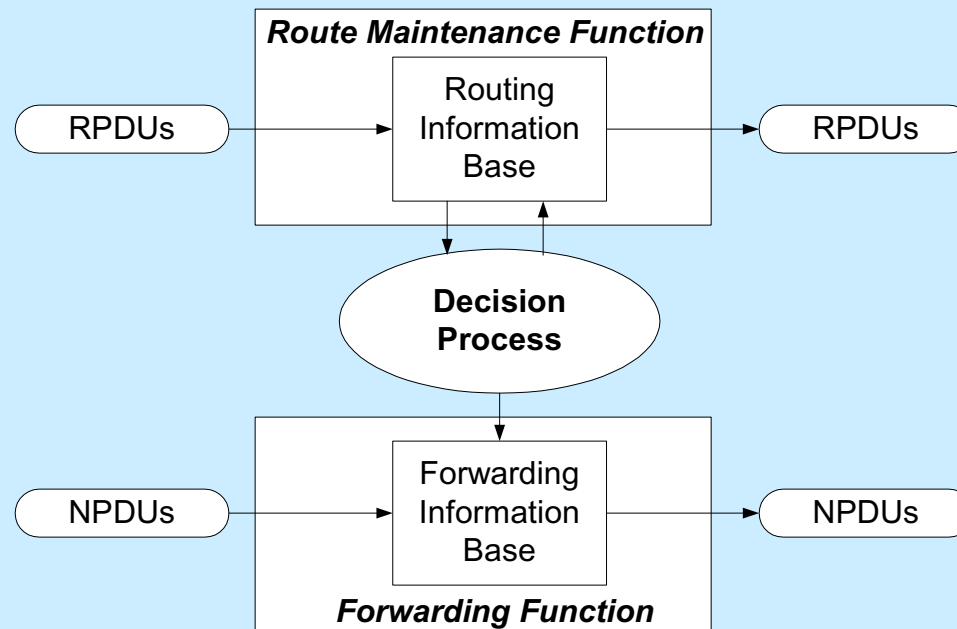 Route Maintenance Function
RPDUs
Routing
Information
Base
RPDUs
Decision
Process
NPDUs
Forwarding
Information
Base
NPDUs
Forwarding Function